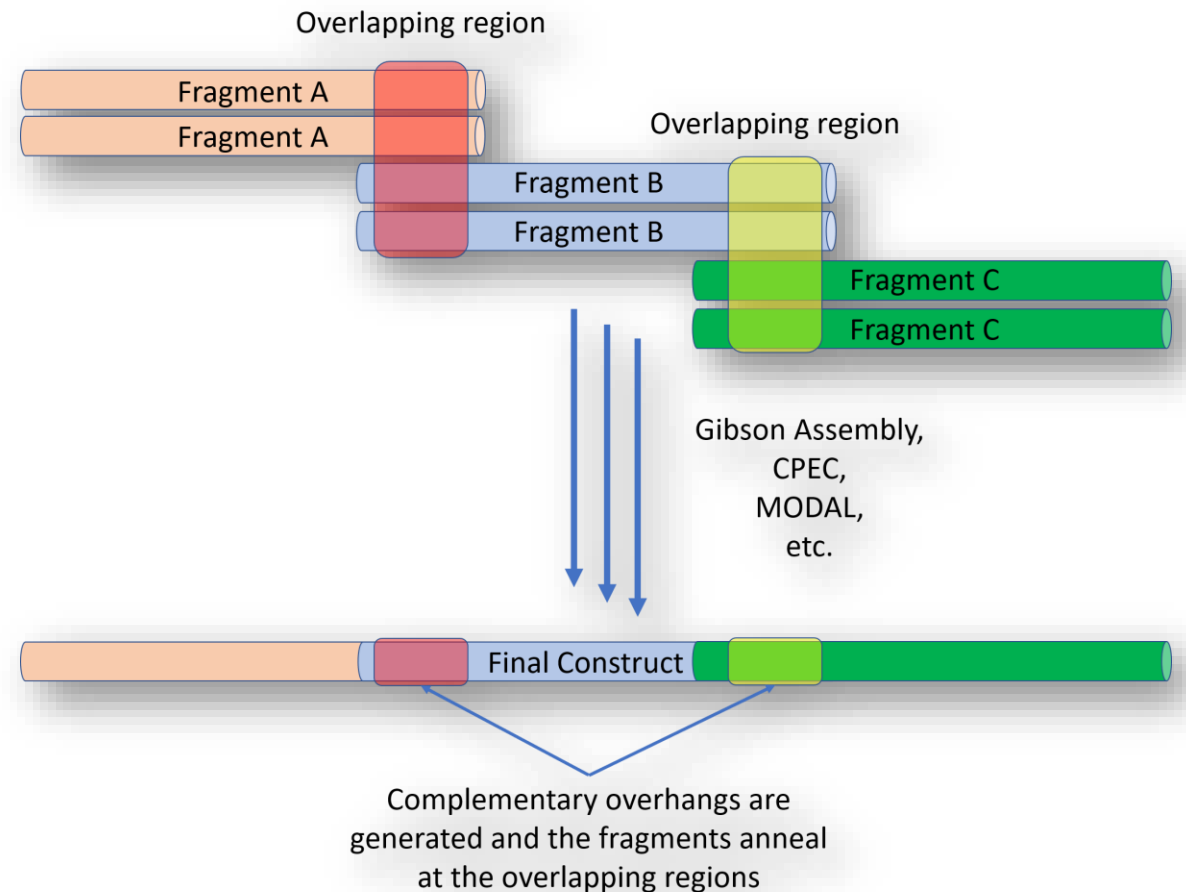 Overlapping region
Fragment A
Fragment A
Overlapping region
Fragment B
Fragment B
Fragment C
Fragment C
Gibson Assembly,
CPEC,
MODAL,
etc.
Final Construct
Complementary overhangs are
generated and the fragments anneal
at the overlapping regions